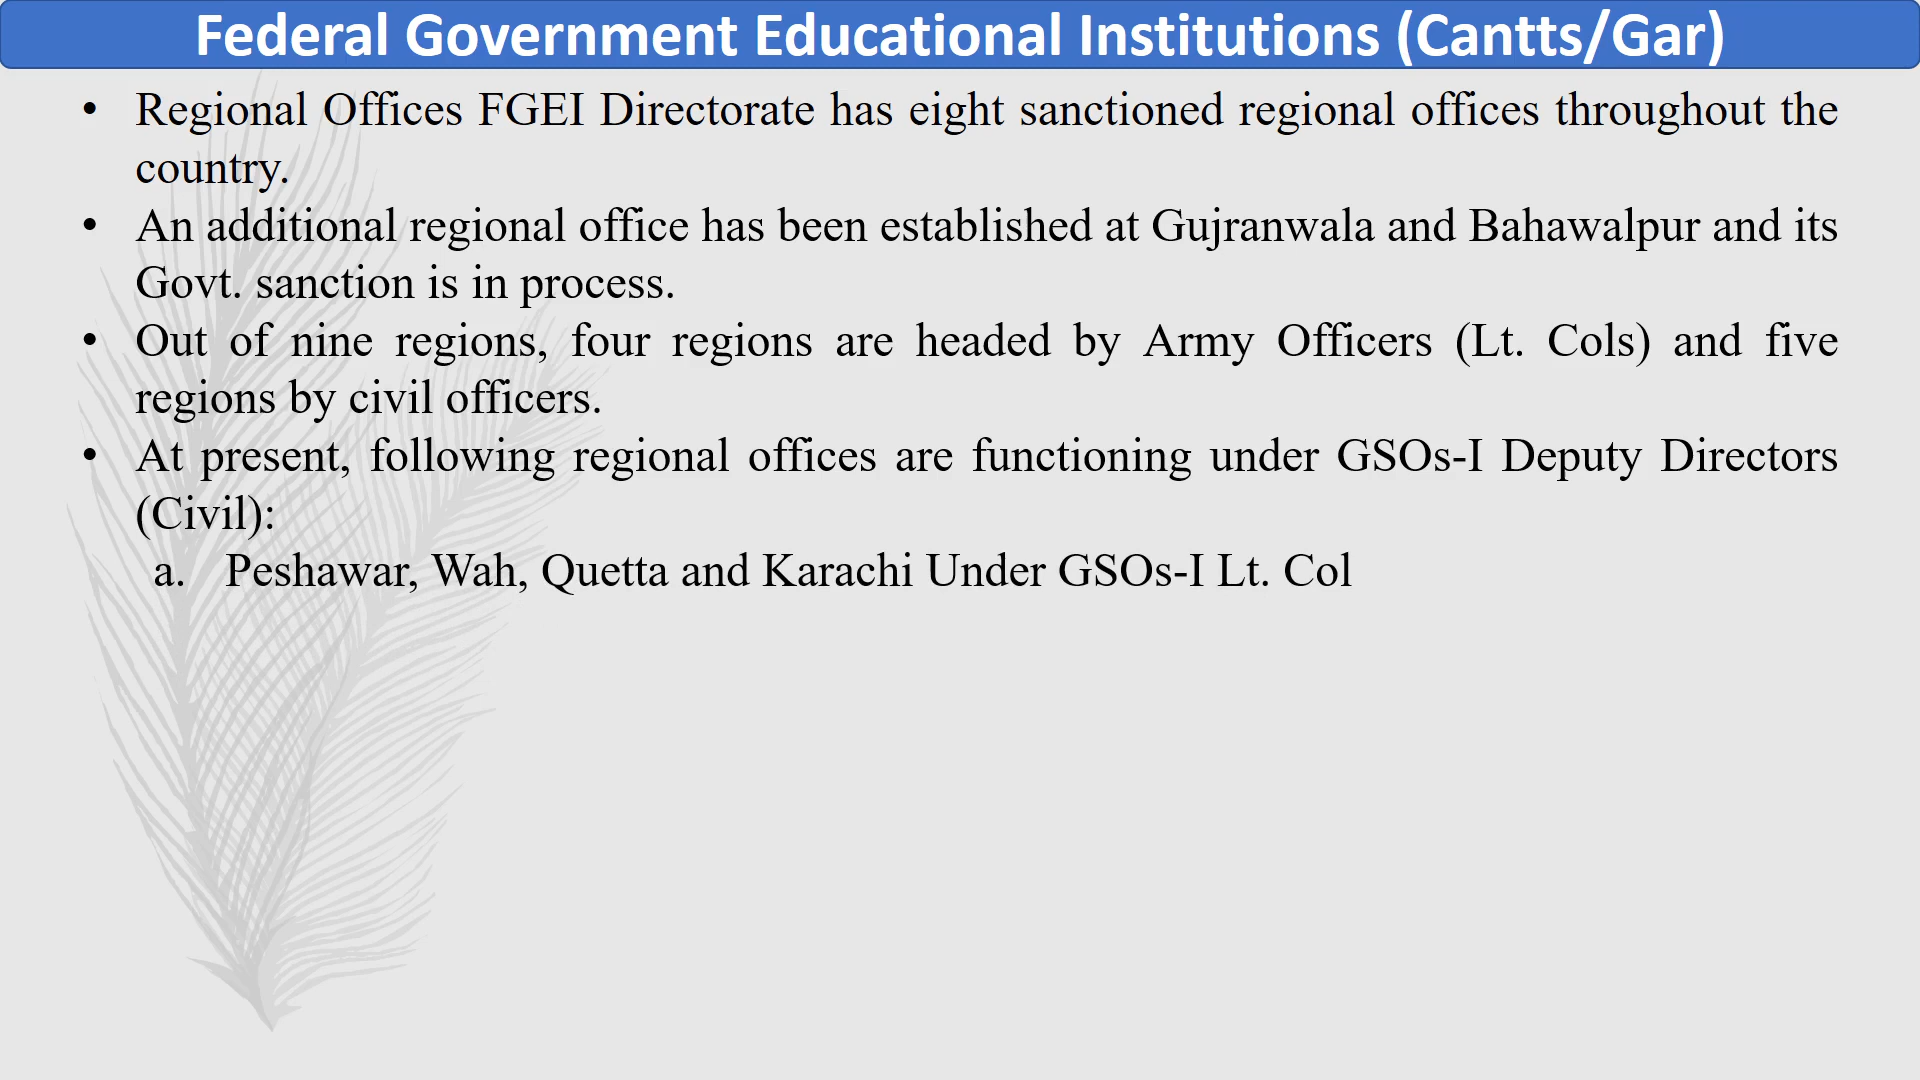 Federal Government Educational Institutions (Cantts/Gar)
• Regional Offices FGEI Directorate has eight sanctioned regional offices throughout the
country.
• An additional regional office has been established at Gujranwala and Bahawalpur and its
Govt. sanction is in process.
• Out of nine regions, four regions are headed by Army Officers (Lt. Cols) and five
regions by civil officers.
• At present, following regional offices are functioning under GSOs-I Deputy Directors
(Civil):
a. Peshawar, Wah, Quetta and Karachi Under GSOs-I Lt. Col